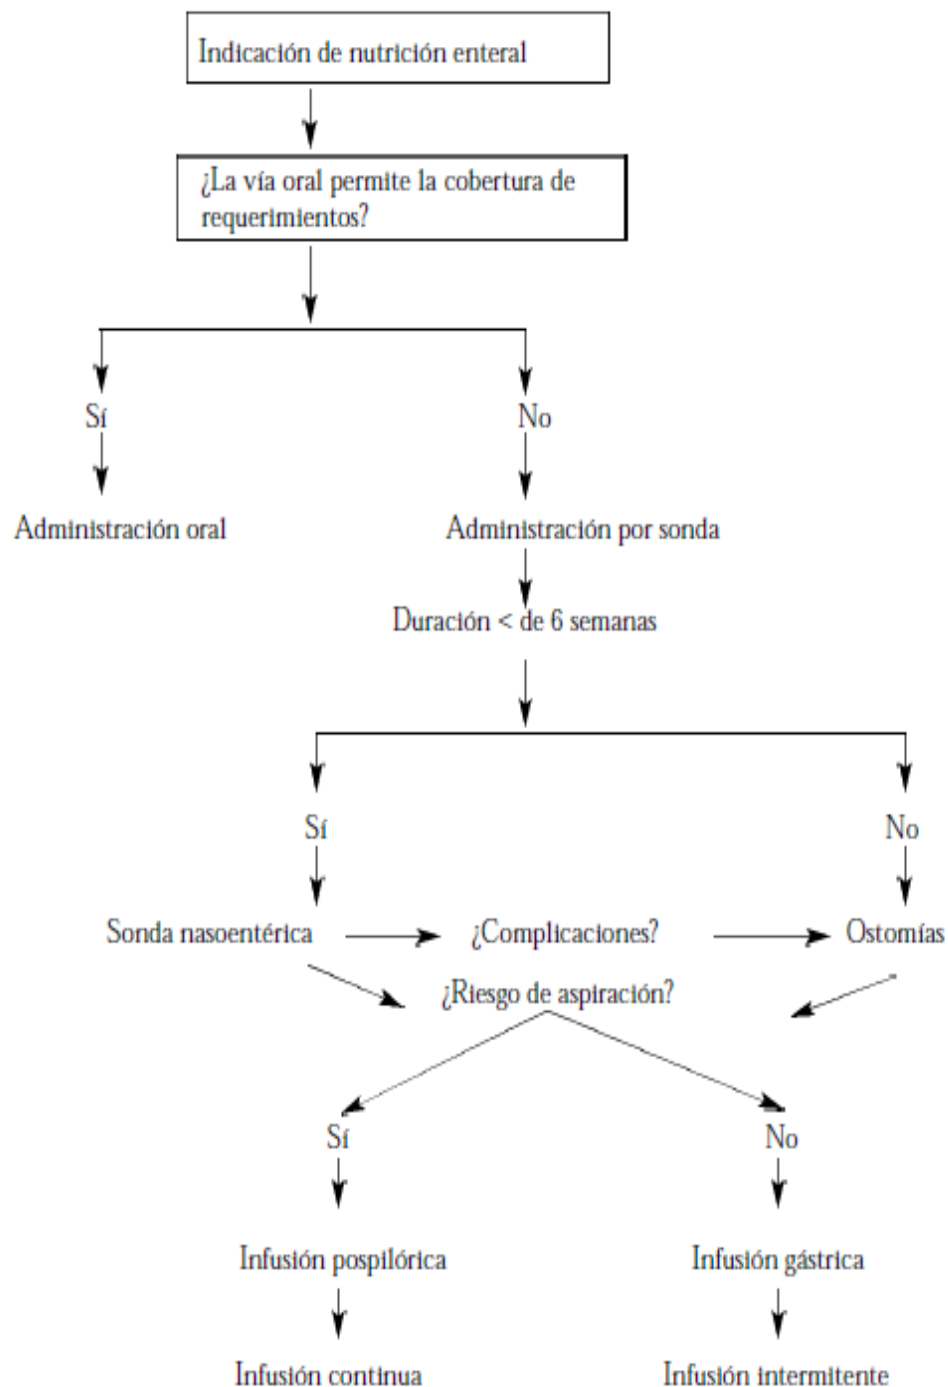 Indicación de nutrición enteral
¿La vía oral permite la cobertura de
requerimientos?
Sí
No
Administración oral
Administración por sonda
Duración < de 6 semanas
Sí
No
Sonda nasoentérica
¿Complicaciones?
Ostomías
¿Riesgo de aspiración?
Sí
No
Infusión pospilórica
Infusión gástrica
Infusión continua
Infusión intermitente